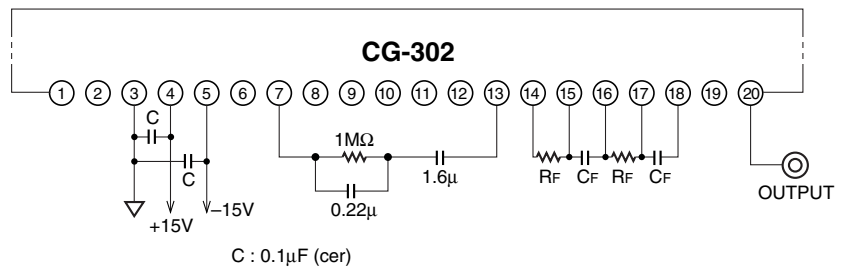 CG-302
1 2 3 4 5 6 7 8 9 10 11 12 13 14 15 16 17 18 19 20
C
C
+15V
–15V
1MΩ
0.22μ
1.6μ
RF CF RF CF
OUTPUT
C : 0.1μF (cer)